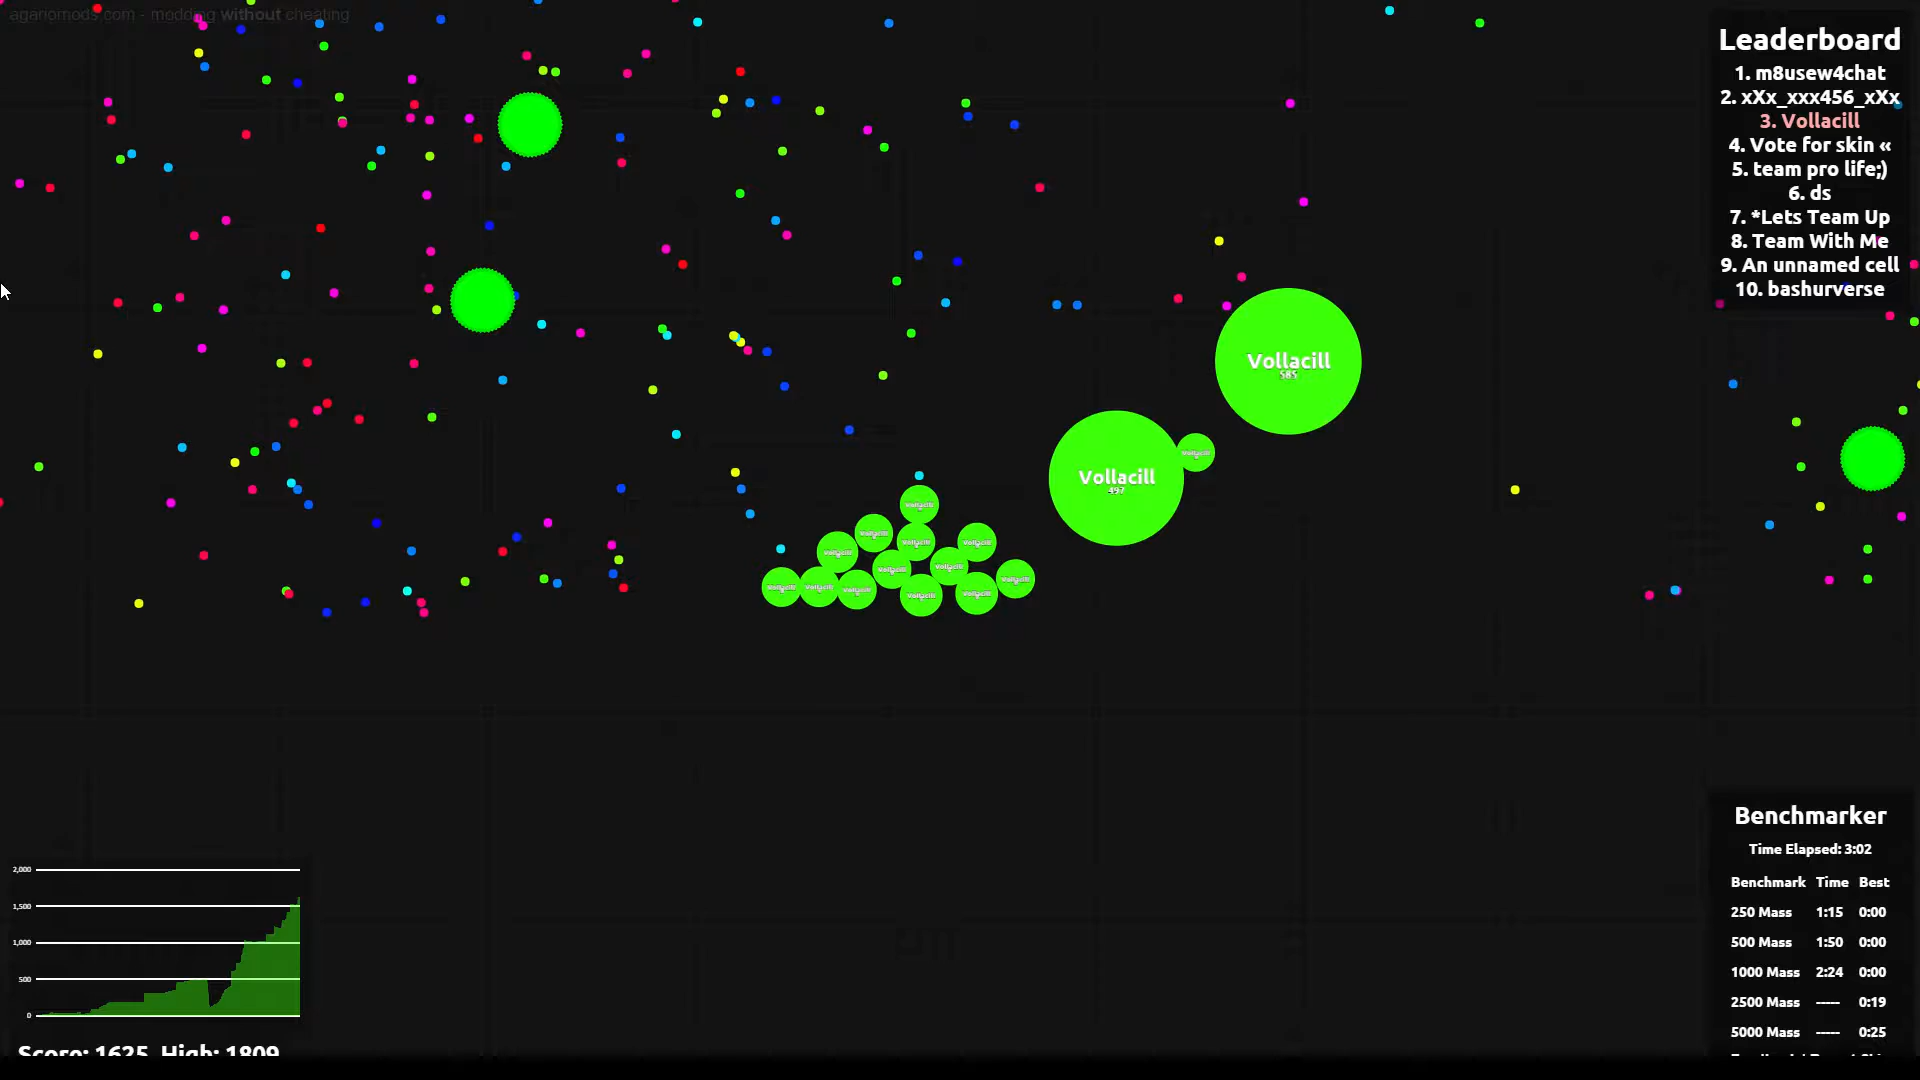 agariomods.com - modding without cheating
Leaderboard
1. m8usew4chat
2. xXx_xxx456_xXx
3. Vollacill
4. Vote for skin «
5. team pro life;)
6. ds
7. *Lets Team Up
8. Team With Me
9. An unnamed cell
10. bashurverse
Vollacill
585
Vollacill
497
Benchmarker
Time Elapsed: 3:02
Benchmark Time Best
250 Mass 1:15 0:00
500 Mass 1:50 0:00
1000 Mass 2:24 0:00
2500 Mass ----- 0:19
5000 Mass ----- 0:25
2,000
1,500
1,000
500
0
Score: 1625 High: 1809